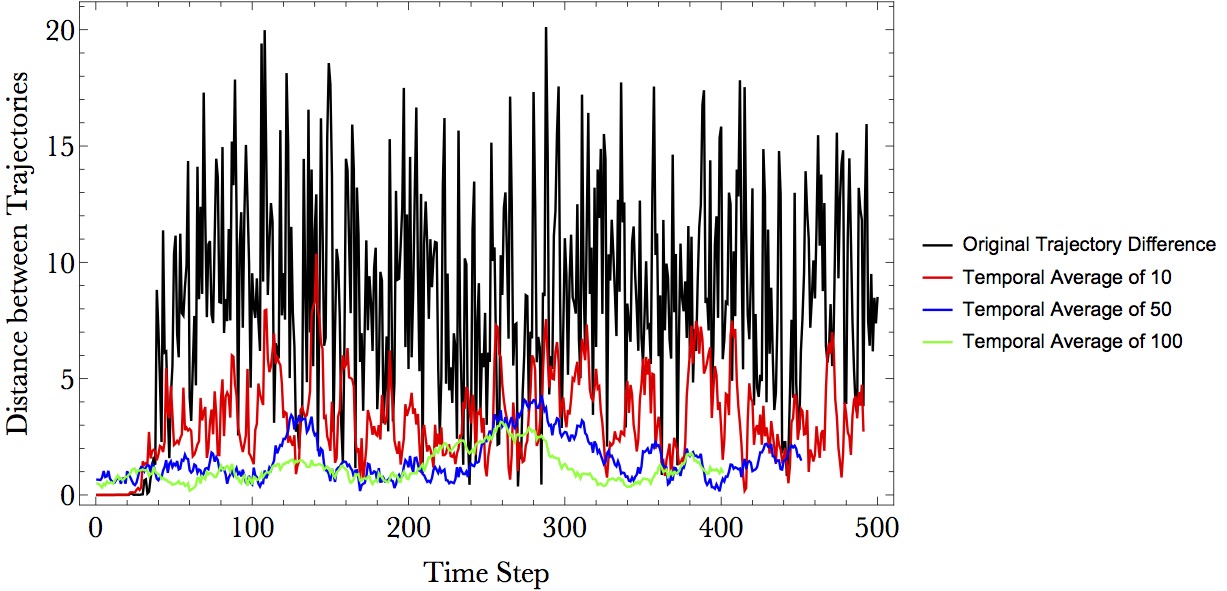 Distance between Trajectories
20
15
10
5
0
0 100 200 300 400 500
Time Step
Original Trajectory Difference
Temporal Average of 10
Temporal Average of 50
Temporal Average of 100